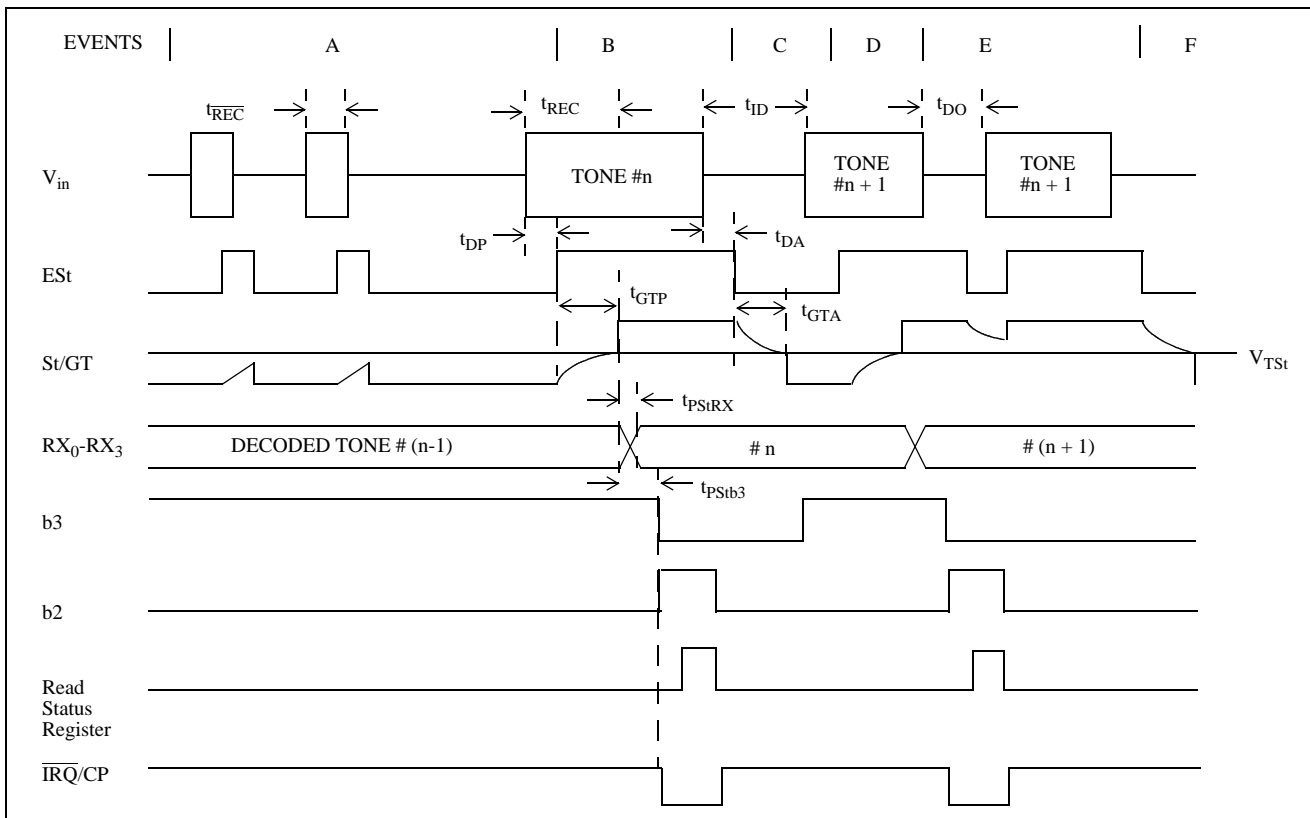 EVENTS A B C D E F
tREC tREC tID tDO
Vin TONE #n TONE #n + 1 TONE #n + 1
tDP tDA
ESt
tGTP tGTA
St/GT VTSt
tPStRX
RX0-RX3 DECODED TONE # (n-1) # n # (n + 1)
tPStb3
b3
b2
Read
Status
Register
IRQ/CP